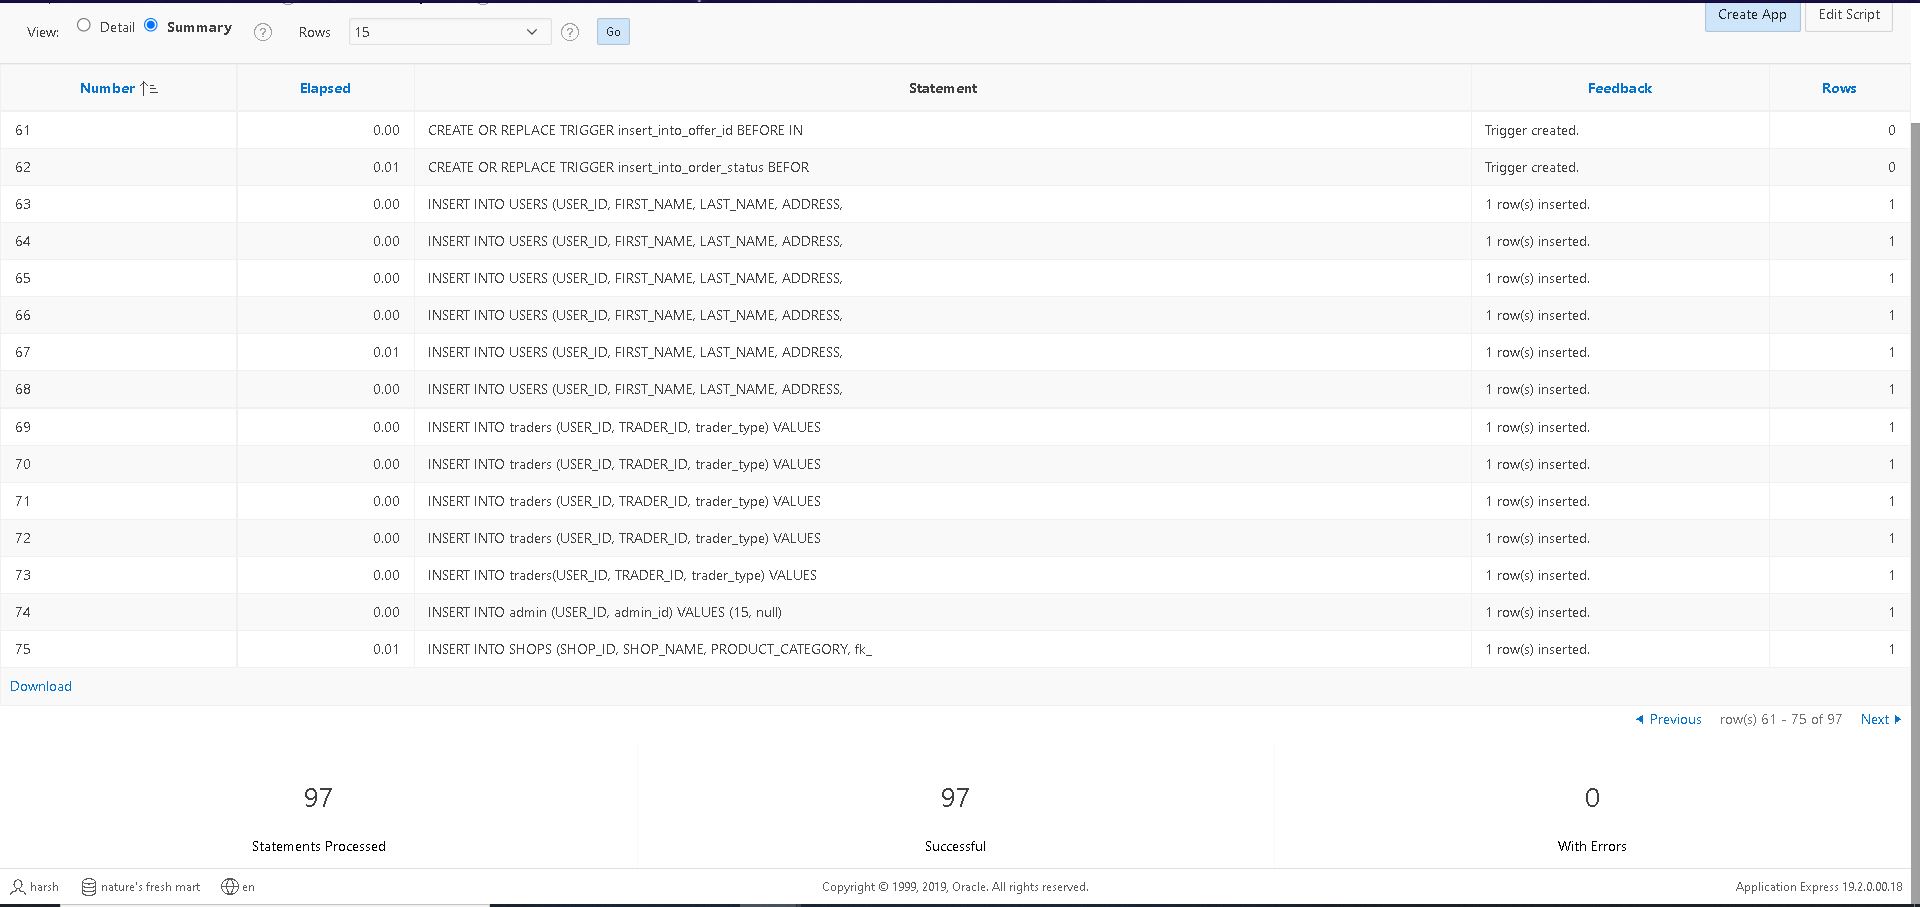 View: Detail Summary ? Rows 15 ? Go Create App Edit Script
Number Elapsed Statement Feedback Rows
61 0.00 CREATE OR REPLACE TRIGGER insert_into_offer_id BEFORE IN Trigger created. 0
62 0.01 CREATE OR REPLACE TRIGGER insert_into_order_status BEFOR Trigger created. 0
63 0.00 INSERT INTO USERS (USER_ID, FIRST_NAME, LAST_NAME, ADDRESS, 1 row(s) inserted. 1
64 0.00 INSERT INTO USERS (USER_ID, FIRST_NAME, LAST_NAME, ADDRESS, 1 row(s) inserted. 1
65 0.00 INSERT INTO USERS (USER_ID, FIRST_NAME, LAST_NAME, ADDRESS, 1 row(s) inserted. 1
66 0.00 INSERT INTO USERS (USER_ID, FIRST_NAME, LAST_NAME, ADDRESS, 1 row(s) inserted. 1
67 0.01 INSERT INTO USERS (USER_ID, FIRST_NAME, LAST_NAME, ADDRESS, 1 row(s) inserted. 1
68 0.00 INSERT INTO USERS (USER_ID, FIRST_NAME, LAST_NAME, ADDRESS, 1 row(s) inserted. 1
69 0.00 INSERT INTO traders (USER_ID, TRADER_ID, trader_type) VALUES 1 row(s) inserted. 1
70 0.00 INSERT INTO traders (USER_ID, TRADER_ID, trader_type) VALUES 1 row(s) inserted. 1
71 0.00 INSERT INTO traders (USER_ID, TRADER_ID, trader_type) VALUES 1 row(s) inserted. 1
72 0.00 INSERT INTO traders (USER_ID, TRADER_ID, trader_type) VALUES 1 row(s) inserted. 1
73 0.00 INSERT INTO traders(USER_ID, TRADER_ID, trader_type) VALUES 1 row(s) inserted. 1
74 0.00 INSERT INTO admin (USER_ID, admin_id) VALUES (15, null) 1 row(s) inserted. 1
75 0.01 INSERT INTO SHOPS (SHOP_ID, SHOP_NAME, PRODUCT_CATEGORY, fk_ 1 row(s) inserted. 1
Download
Previous row(s) 61 - 75 of 97 Next
97 97 0
Statements Processed Successful With Errors
harsh nature's fresh mart en Copyright © 1999, 2019, Oracle. All rights reserved. Application Express 19.2.0.00.18